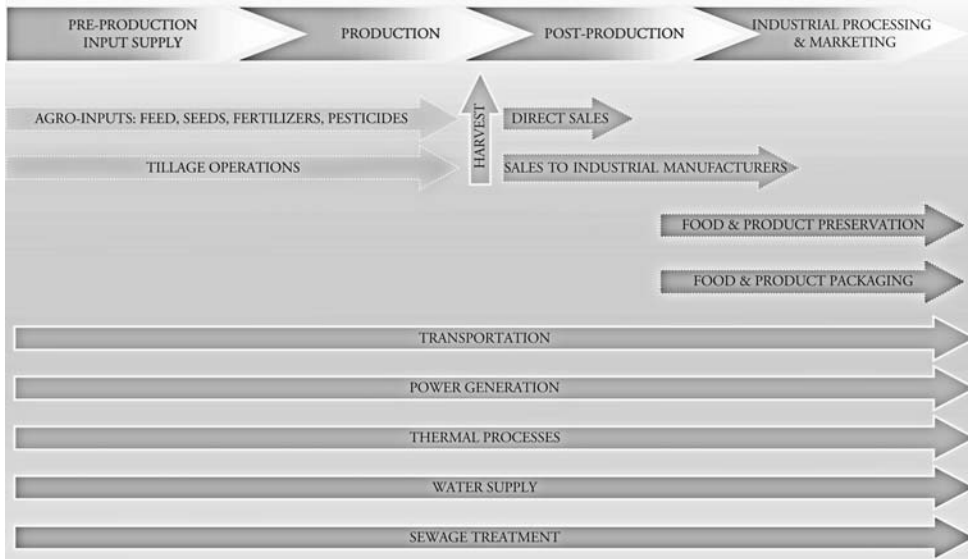 PRE-PRODUCTION
INPUT SUPPLY
PRODUCTION
POST-PRODUCTION
INDUSTRIAL PROCESSING
& MARKETING
AGRO-INPUTS: FEED, SEEDS, FERTILIZERS, PESTICIDES
HARVEST
DIRECT SALES
TILLAGE OPERATIONS
SALES TO INDUSTRIAL MANUFACTURERS
FOOD & PRODUCT PRESERVATION
FOOD & PRODUCT PACKAGING
TRANSPORTATION
POWER GENERATION
THERMAL PROCESSES
WATER SUPPLY
SEWAGE TREATMENT